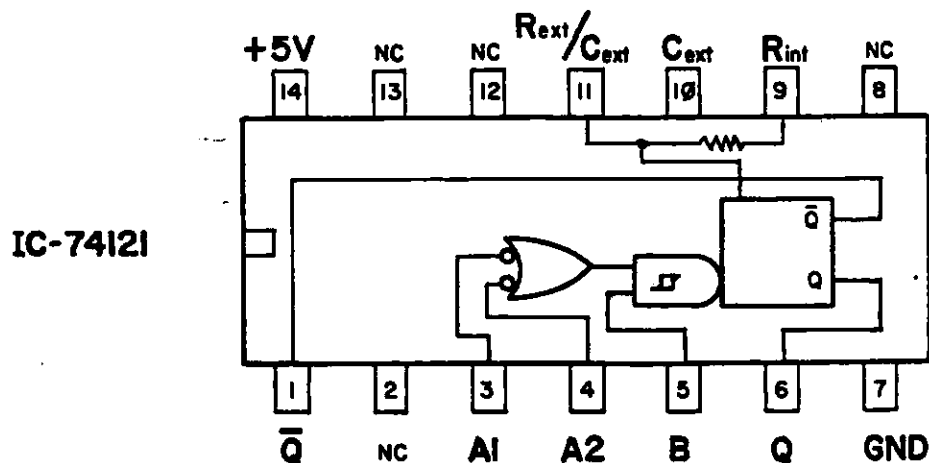 +5V NC NC Rext/Cext Cext Rint NC
14 13 12 11 10 9 8
IC-74121
Q̅
Q
1 2 3 4 5 6 7
Q̅ NC A1 A2 B Q GND